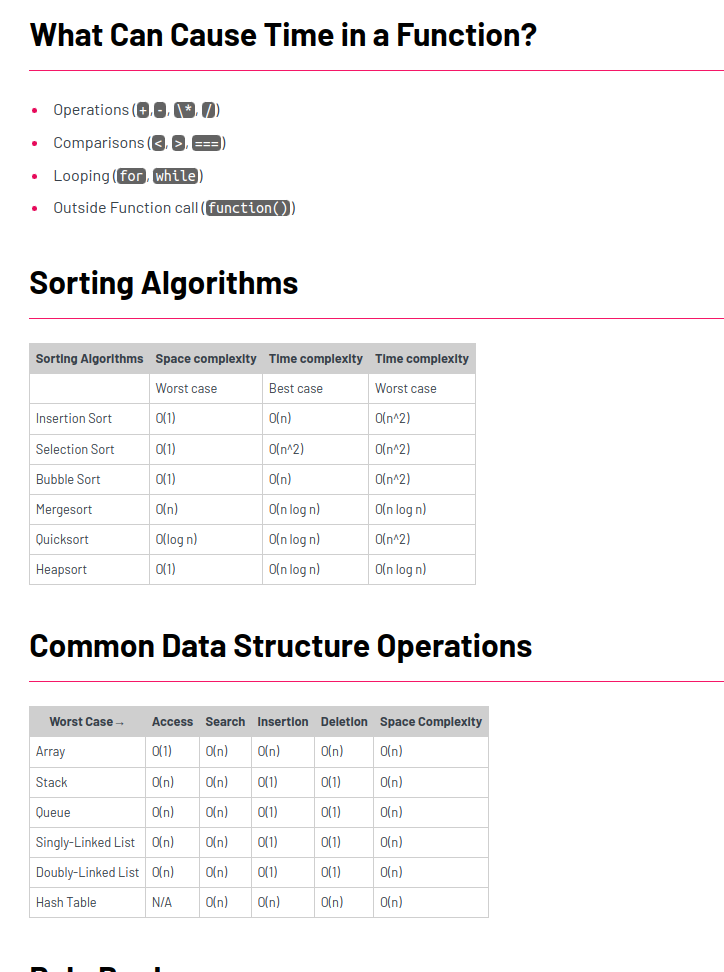 What Can Cause Time in a Function?
Operations (+, -, \*, /)
Comparisons (<, >, ===)
Looping (for, while)
Outside Function call (function())
Sorting Algorithms
Sorting Algorithms Space complexity Time complexity Time complexity
Worst case Best case Worst case
Insertion Sort O(1) O(n) O(n^2)
Selection Sort O(1) O(n^2) O(n^2)
Bubble Sort O(1) O(n) O(n^2)
Mergesort O(n) O(n log n) O(n log n)
Quicksort O(log n) O(n log n) O(n^2)
Heapsort O(1) O(n log n) O(n log n)
Common Data Structure Operations
Worst Case→ Access Search Insertion Deletion Space Complexity
Array O(1) O(n) O(n) O(n) O(n)
Stack O(n) O(n) O(1) O(1) O(n)
Queue O(n) O(n) O(1) O(1) O(n)
Singly-Linked List O(n) O(n) O(1) O(1) O(n)
Doubly-Linked List O(n) O(n) O(1) O(1) O(n)
Hash Table N/A O(n) O(n) O(n) O(n)